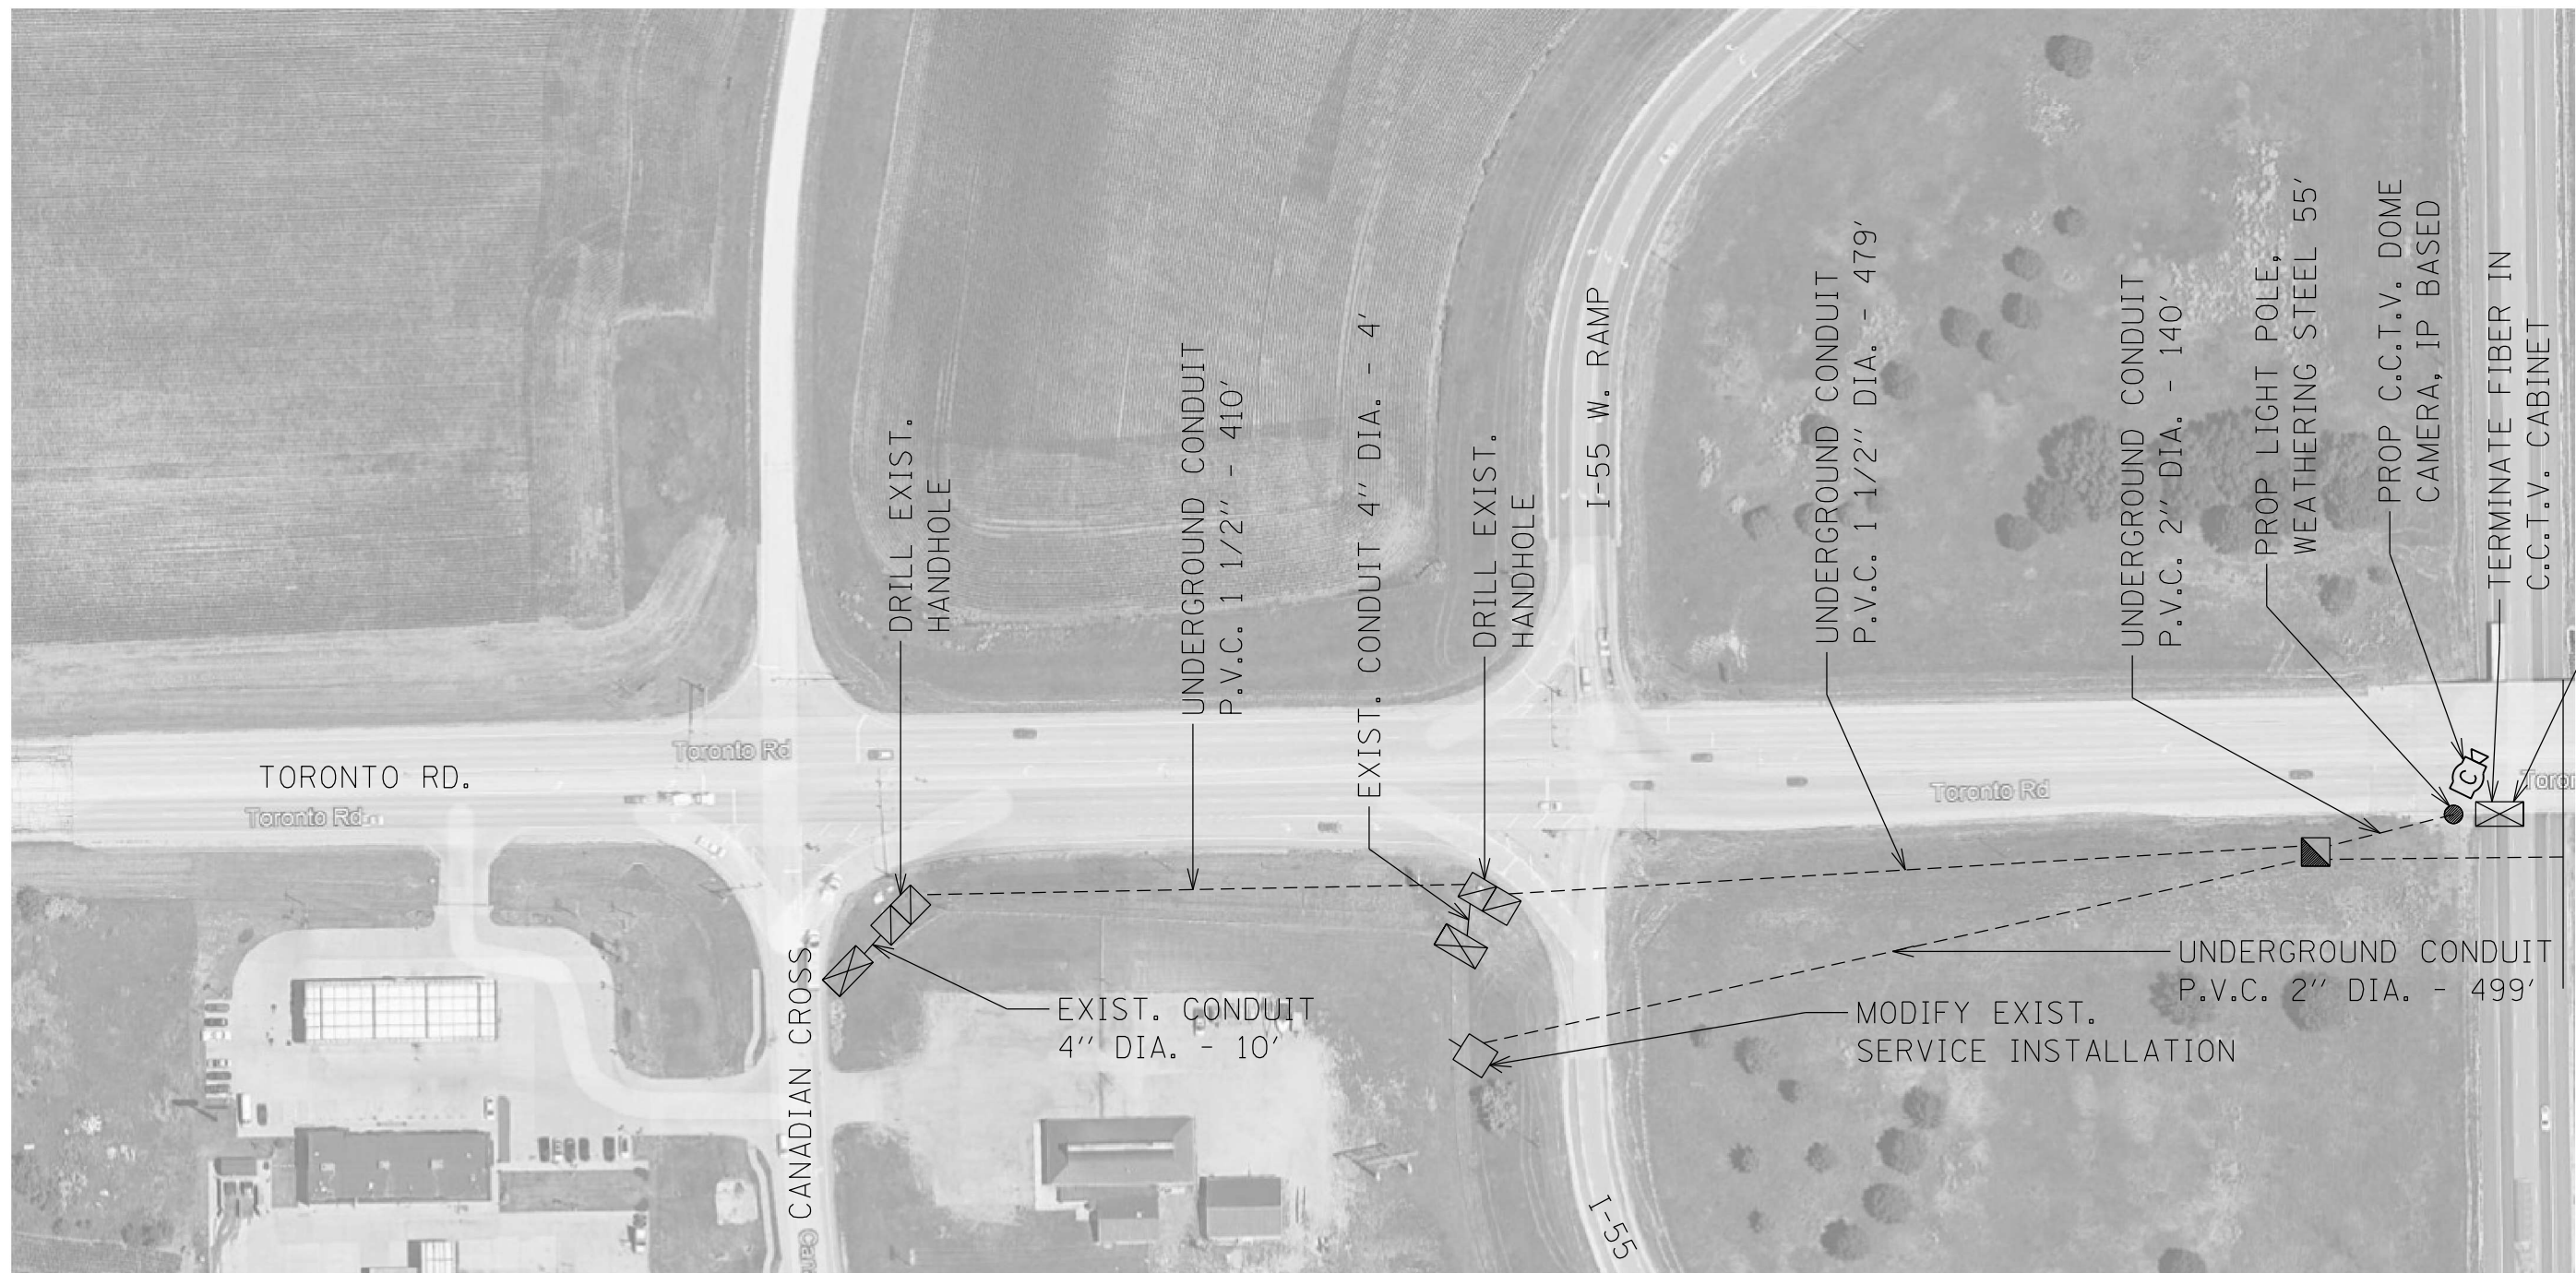 DRILL EXIST.
HANDHOLE
UNDERGROUND CONDUIT
P.V.C. 1 1/2" - 410'
EXIST. CONDUIT 4" DIA. - 4'
DRILL EXIST.
HANDHOLE
I-55 W. RAMP
UNDERGROUND CONDUIT
P.V.C. 1 1/2" DIA. - 479'
UNDERGROUND CONDUIT
P.V.C. 2" DIA. - 140'
PROP LIGHT POLE,
WEATHERING STEEL 55'
PROP C.C.T.V. DOME
CAMERA, IP BASED
TERMINATE FIBER IN
C.C.T.V. CABINET
TORONTO RD.
Toronto Rd
Toronto Rd
Toronto Rd
C
CANADIAN CROSS
EXIST. CONDUIT
4" DIA. - 10'
UNDERGROUND CONDUIT
P.V.C. 2" DIA. - 499'
MODIFY EXIST.
SERVICE INSTALLATION
I-55